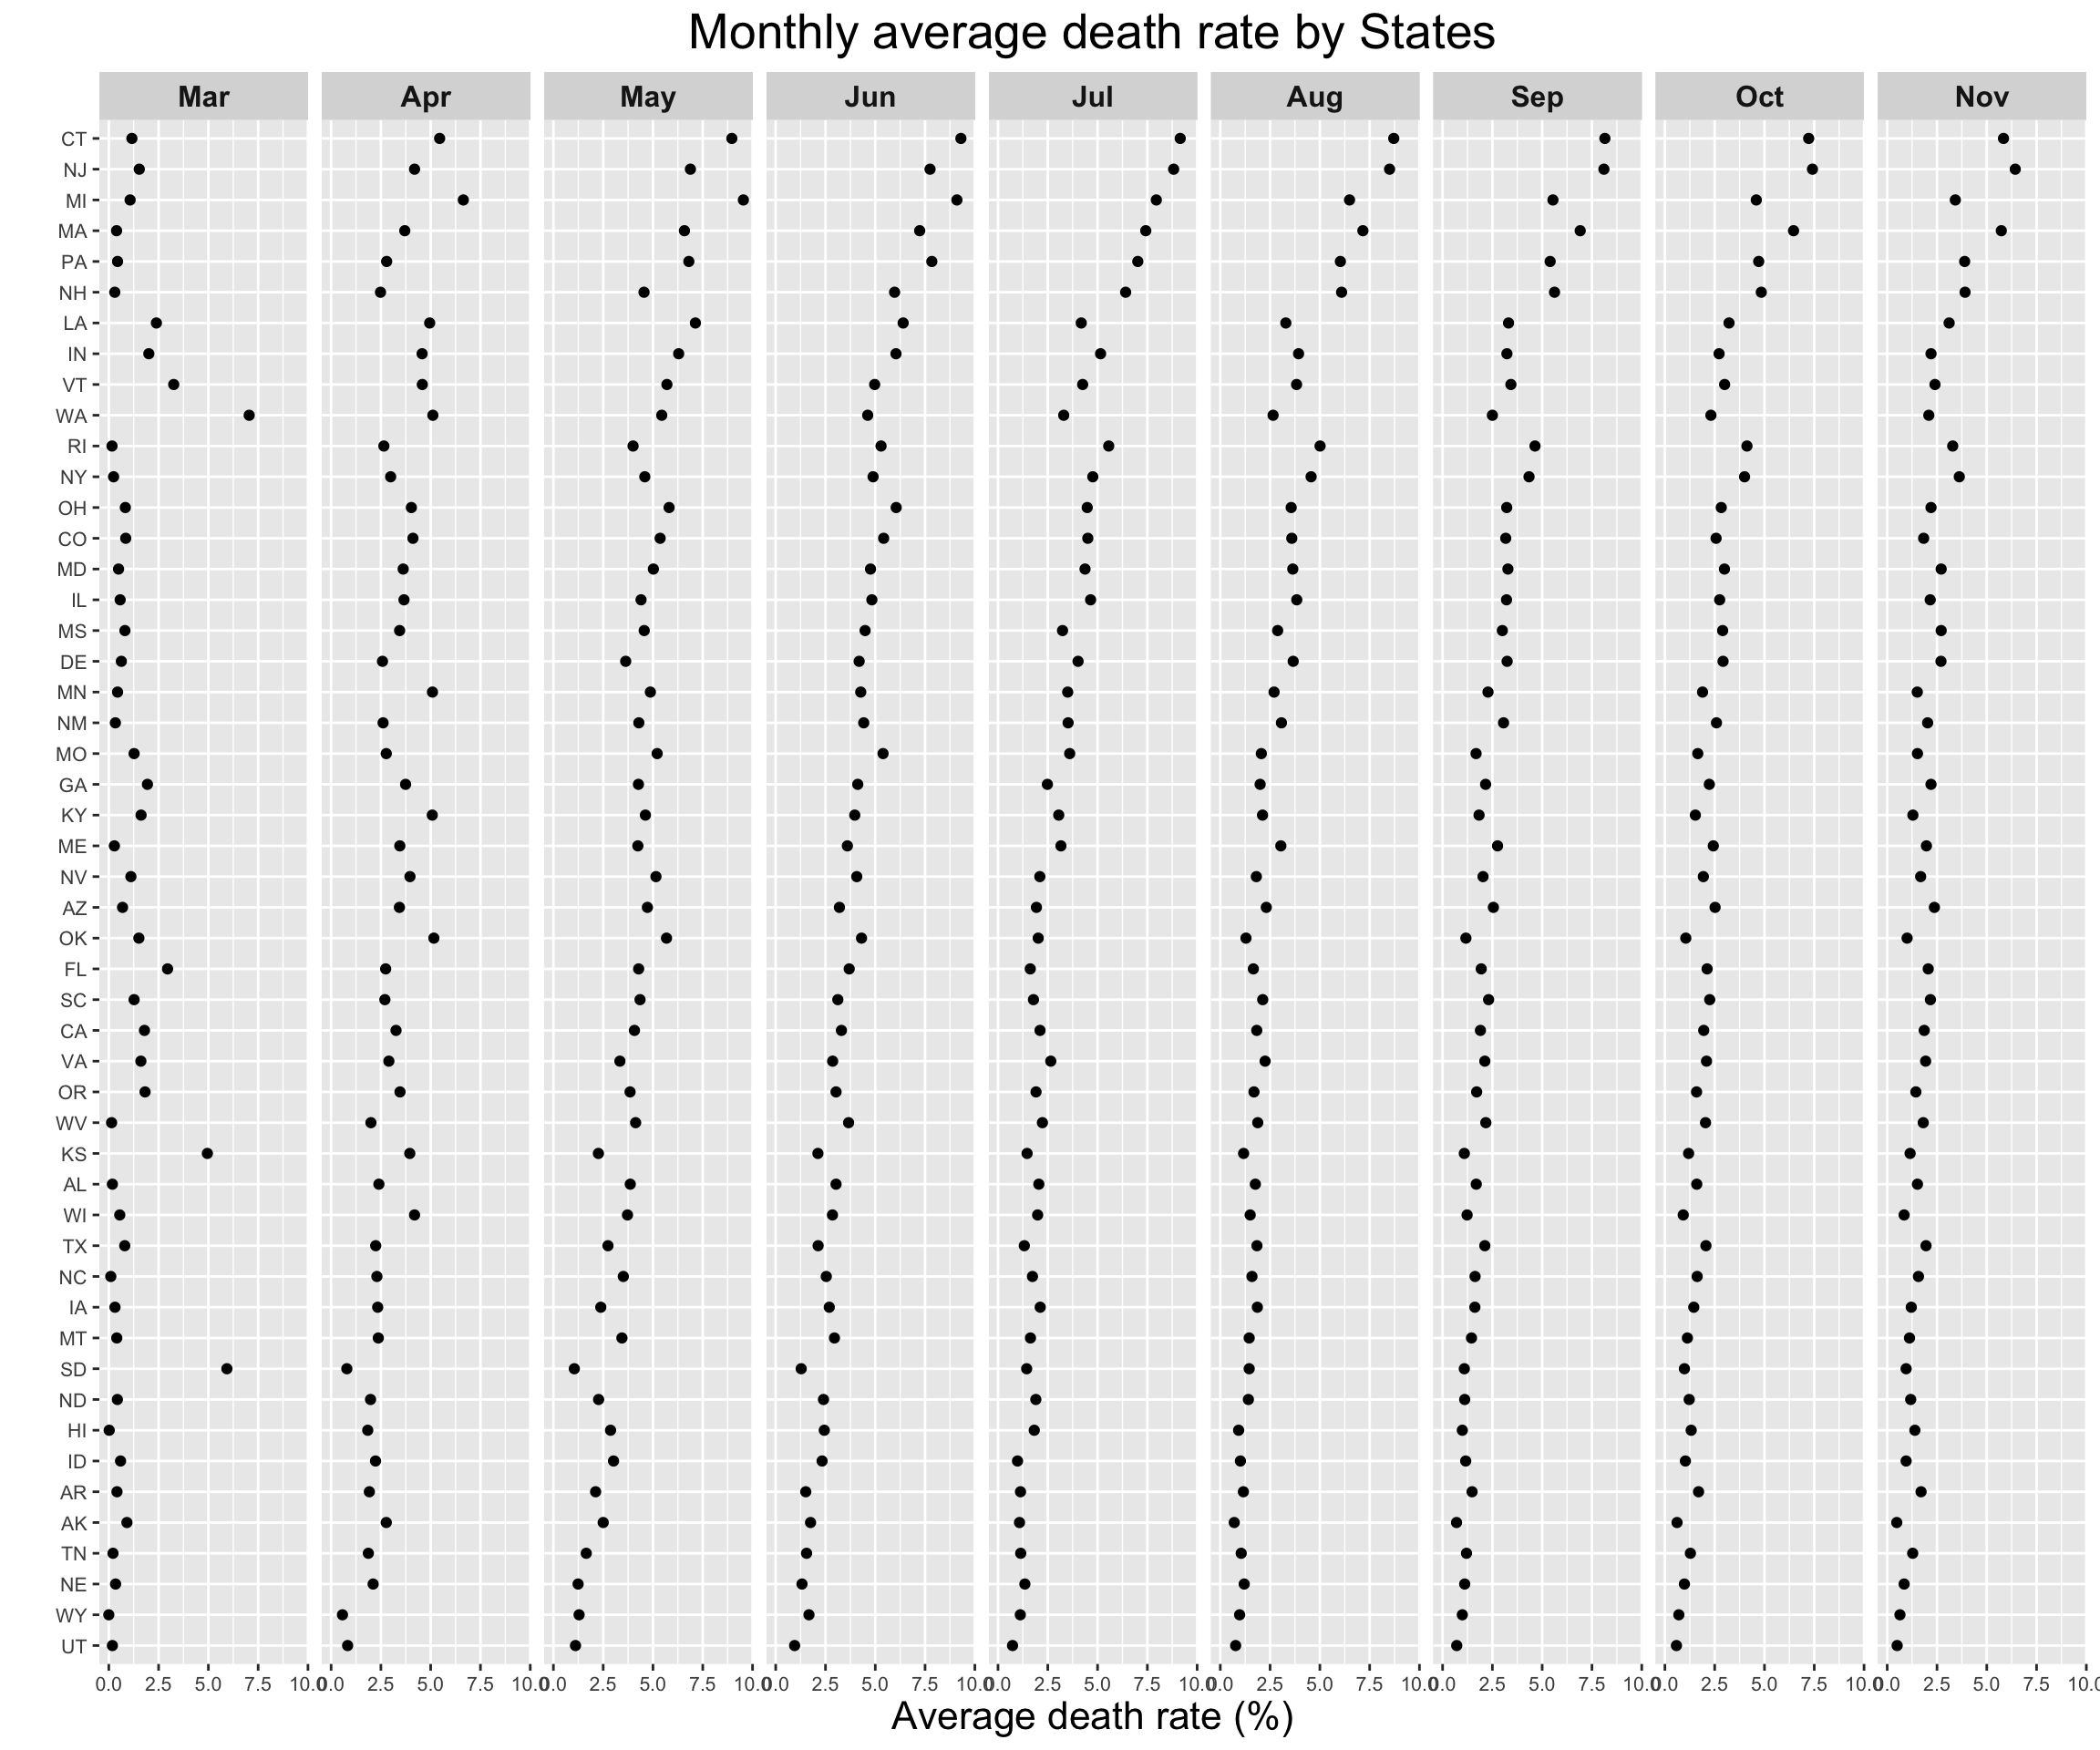 Monthly average death rate by States
Mar Apr May Jun Jul Aug Sep Oct Nov
CT
NJ
MI
MA
PA
NH
LA
IN
VT
WA
RI
NY
OH
CO
MD
IL
MS
DE
MN
NM
MO
GA
KY
ME
NV
AZ
OK
FL
SC
CA
VA
OR
WV
KS
AL
WI
TX
NC
IA
MT
SD
ND
HI
ID
AR
AK
TN
NE
WY
UT
0.0 2.5 5.0 7.5 10.0 0.0 2.5 5.0 7.5 10.0 0.0 2.5 5.0 7.5 10.0 0.0 2.5 5.0 7.5 10.0 0.0 2.5 5.0 7.5 10.0 0.0 2.5 5.0 7.5 10.0 0.0 2.5 5.0 7.5 10.0 0.0 2.5 5.0 7.5 10.0 0.0 2.5 5.0 7.5 10.0
Average death rate (%)